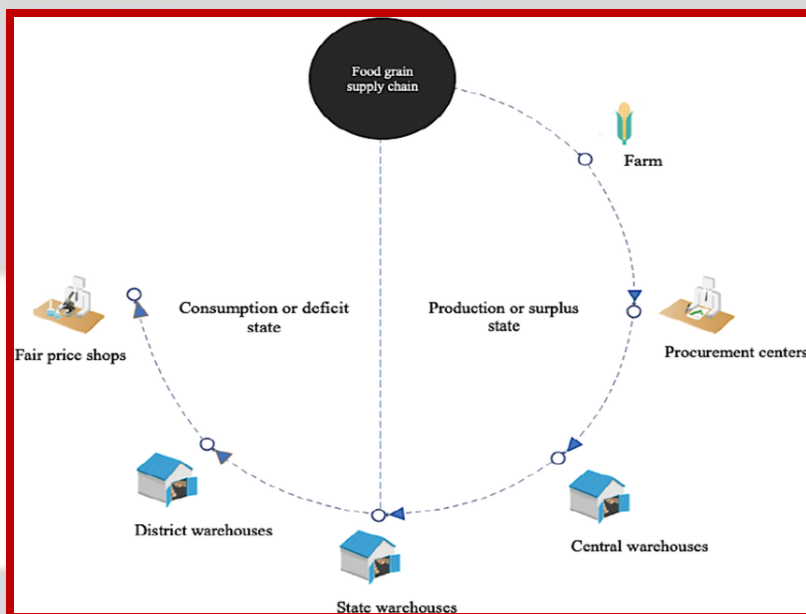 Food grain
supply chain
Farm
Consumption or deficit
state
Production or surplus
state
Fair price shops
Procurement centers
District warehouses
Central warehouses
State warehouses